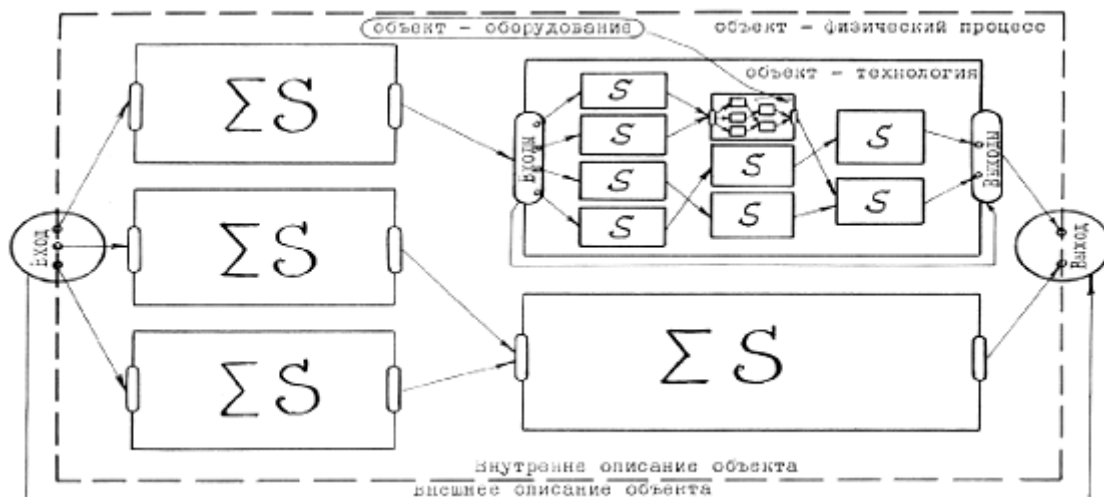 объект – оборудование
объект – физический процесс
объект – технология
ΣS
S
S
S
S
S
S
S
S
Входы
Выходы
Вход
ΣS
Выход
ΣS
ΣS
Внутренне описание объекта
Внешнее описание объекта